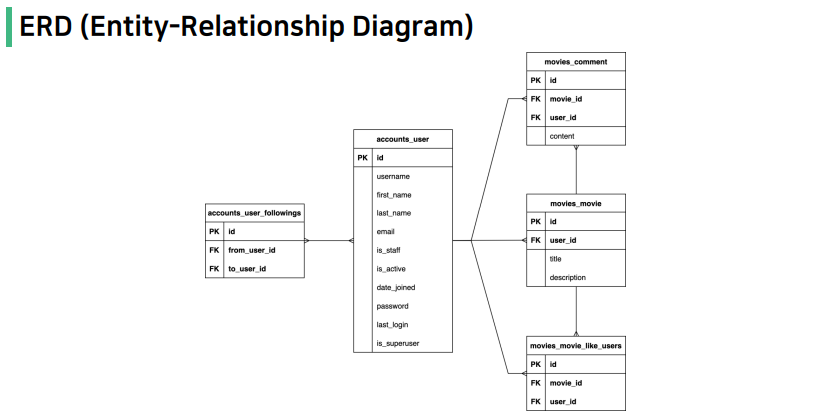 ERD (Entity-Relationship Diagram)
accounts_user_followings
PK id
FK from_user_id
FK to_user_id
accounts_user
PK id
username
first_name
last_name
email
is_staff
is_active
date_joined
password
last_login
is_superuser
movies_comment
PK id
FK movie_id
FK user_id
content
movies_movie
PK id
FK user_id
title
description
movies_movie_like_users
PK id
FK movie_id
FK user_id